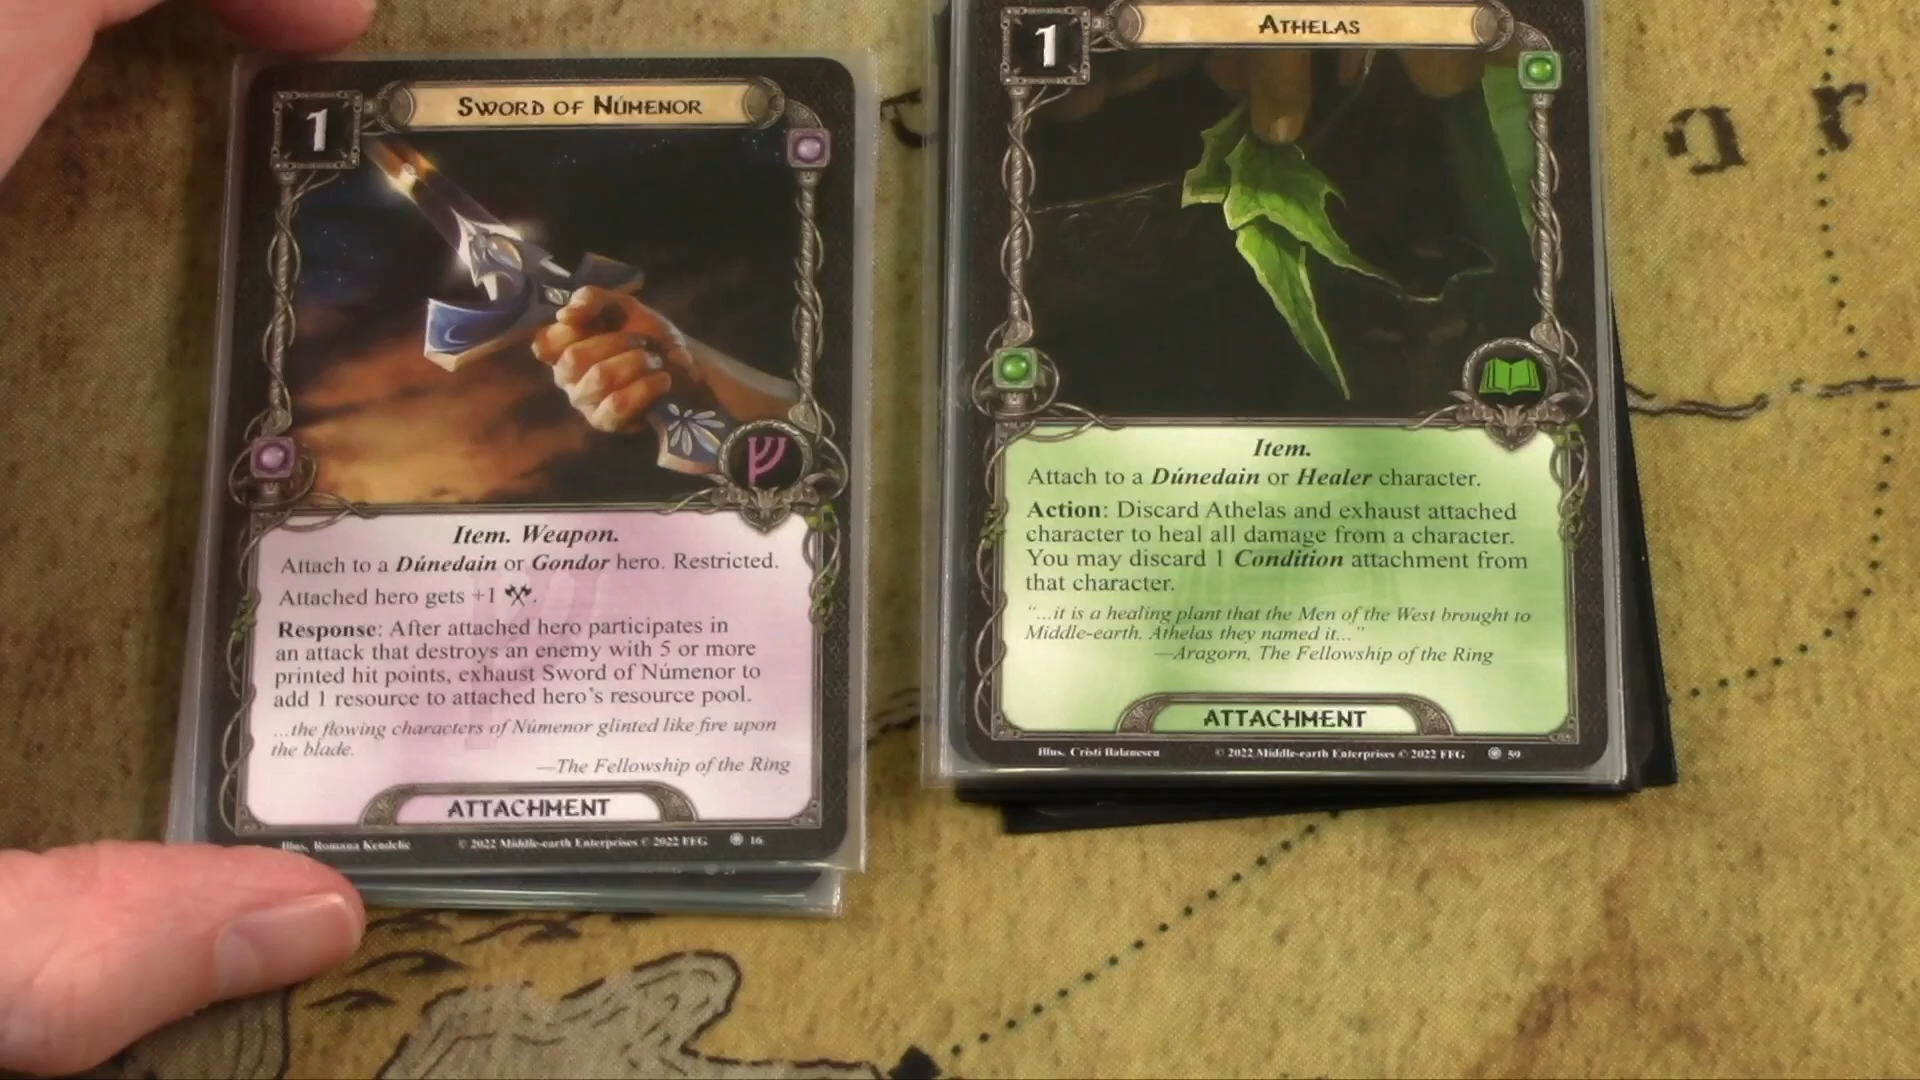 1
SWORD OF NÚMENOR
Item. Weapon.
Attach to a Dúnedain or Gondor hero. Restricted.
Attached hero gets +1
Response: After attached hero participates in
an attack that destroys an enemy with 5 or more
printed hit points, exhaust Sword of Númenor to
add 1 resource to attached hero's resource pool.
...the flowing characters of Númenor glinted like fire upon
the blade.
—The Fellowship of the Ring
ATTACHMENT
Illus. Romana Kendelic © 2022 Middle-earth Enterprises © 2022 FFG 16
1
ATHELAS
Item.
Attach to a Dúnedain or Healer character.
Action: Discard Athelas and exhaust attached
character to heal all damage from a character.
You may discard 1 Condition attachment from
that character.
"...it is a healing plant that the Men of the West brought to
Middle-earth. Athelas they named it..."
—Aragorn, The Fellowship of the Ring
ATTACHMENT
Illus. Cristi Balanescu © 2022 Middle-earth Enterprises © 2022 FFG 59
a r